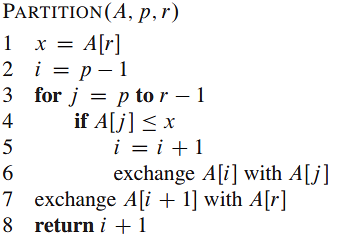 PARTITION(A, p, r)
1 x = A[r]
2 i = p − 1
3 for j = p to r − 1
4 if A[j] ≤ x
5 i = i + 1
6 exchange A[i] with A[j]
7 exchange A[i + 1] with A[r]
8 return i + 1